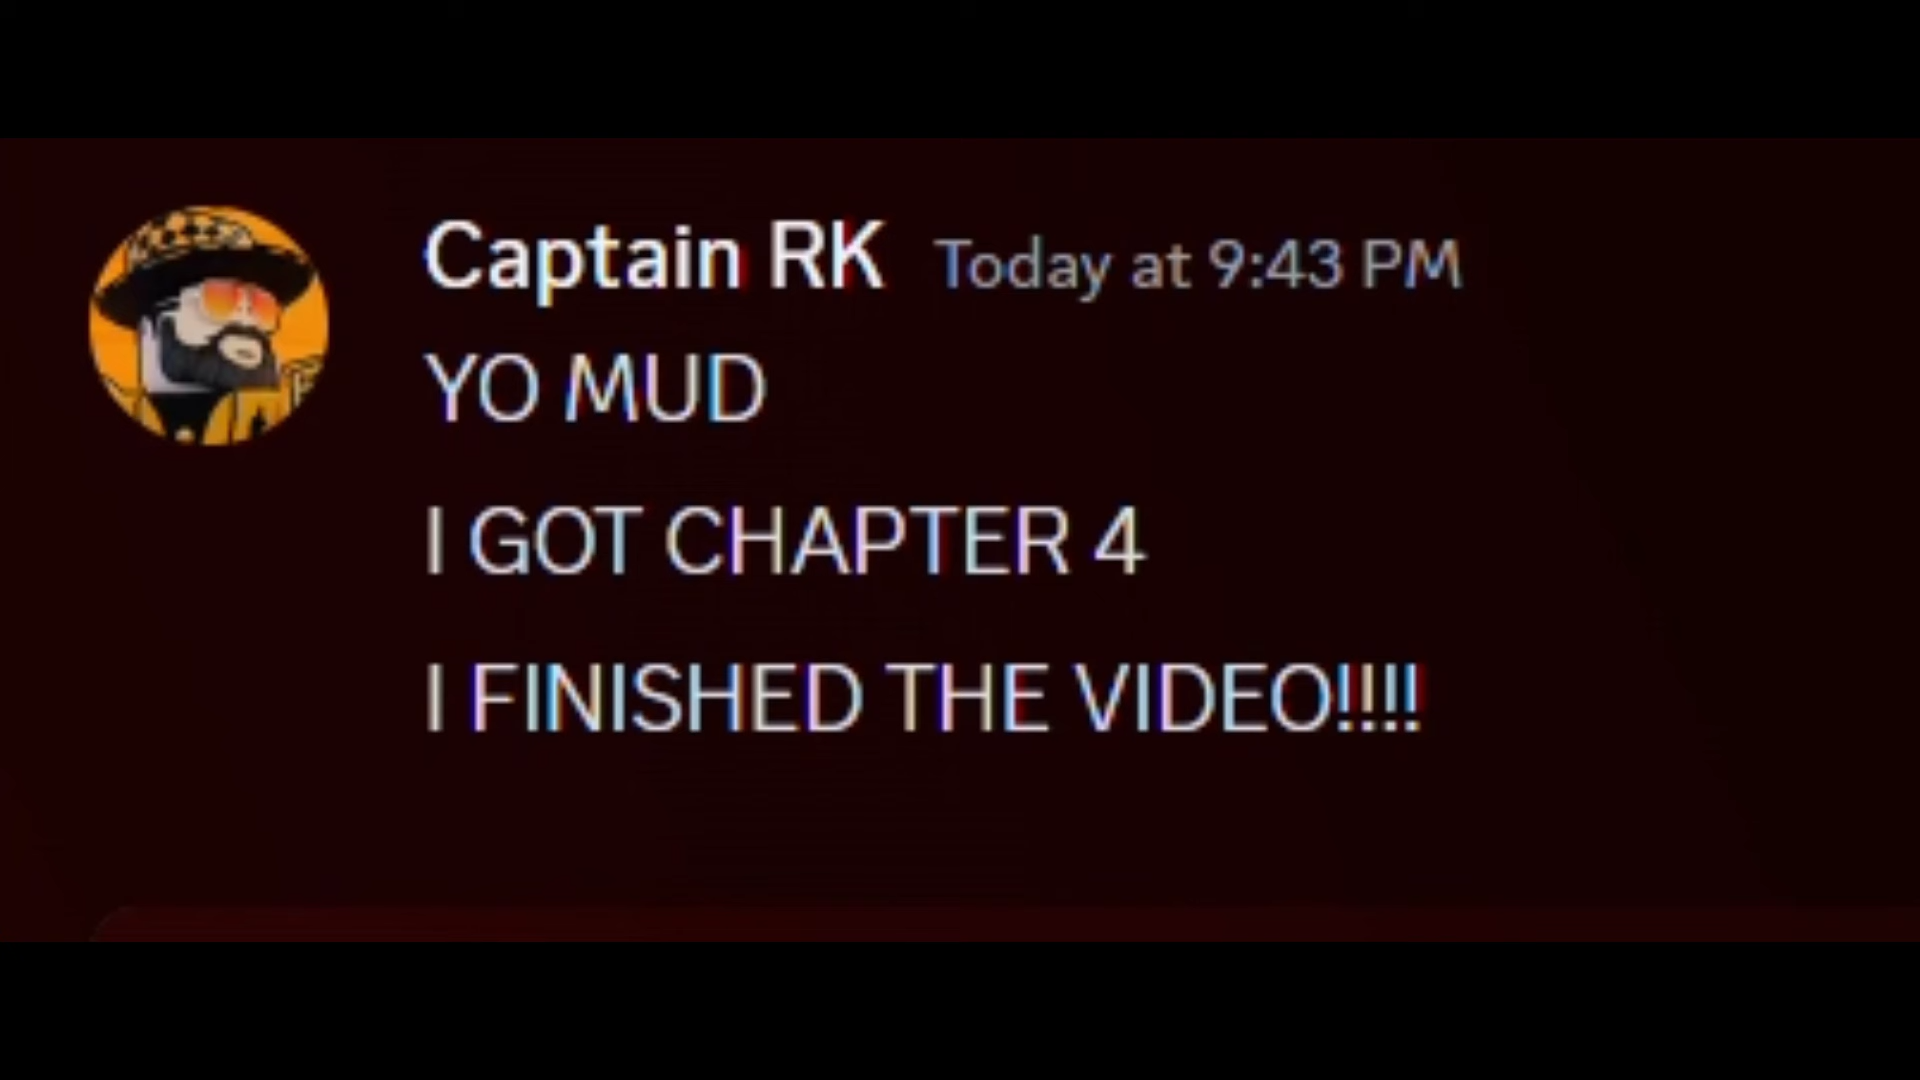 Captain RK Today at 9:43 PM
YO MUD
I GOT CHAPTER 4
I FINISHED THE VIDEO!!!!